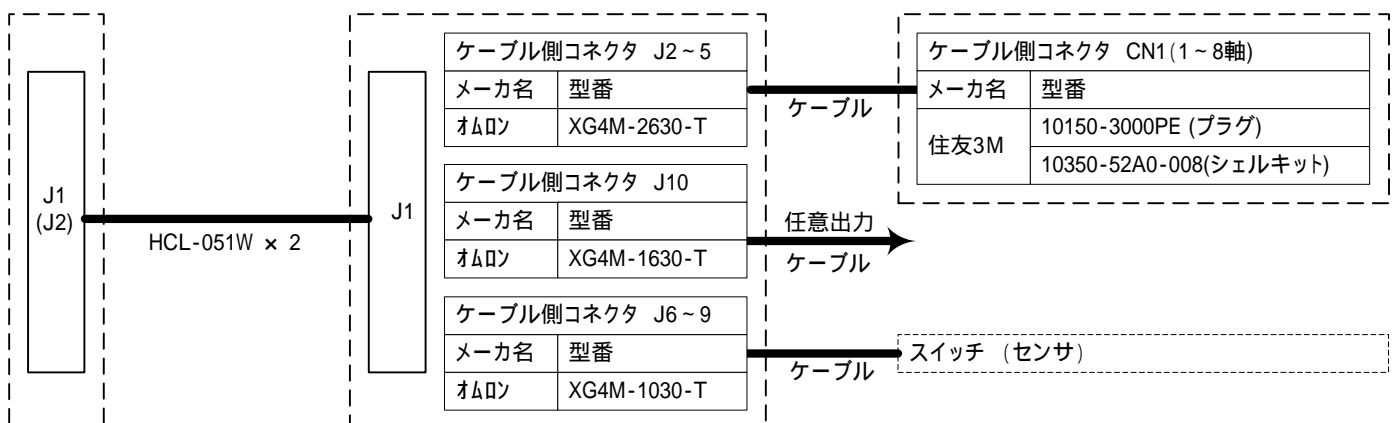 J1
(J2)
HCL-051W × 2
J1
ケーブル側コネクタ J2~5
メーカ名 型番
オムロン XG4M-2630-T
ケーブル側コネクタ J10
メーカ名 型番
オムロン XG4M-1630-T
ケーブル側コネクタ J6~9
メーカ名 型番
オムロン XG4M-1030-T
ケーブル
任意出力
ケーブル
ケーブル
ケーブル側コネクタ CN1(1~8軸)
メーカ名 型番
住友3M
10150-3000PE (プラグ)
10350-52A0-008(シェルキット)
スイッチ (センサ)